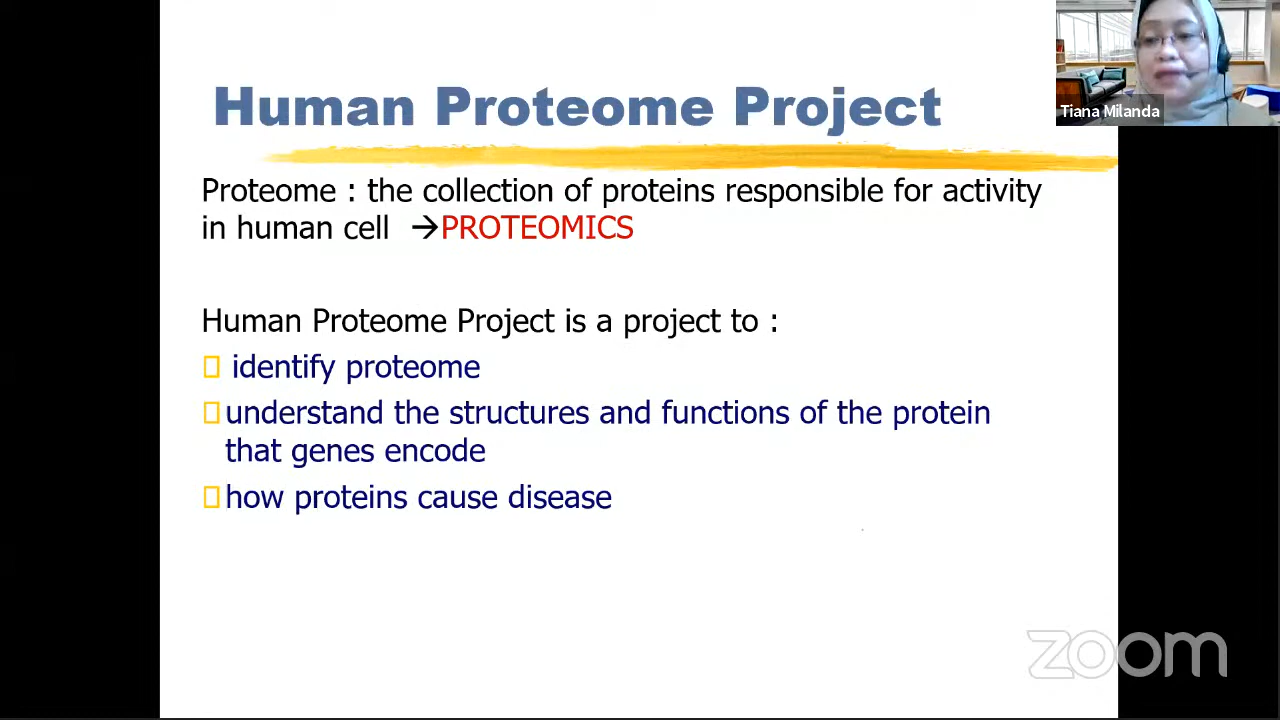 Human Proteome Project
Tiana Milanda
Proteome : the collection of proteins responsible for activity
in human cell →PROTEOMICS
Human Proteome Project is a project to :
identify proteome
understand the structures and functions of the protein
that genes encode
how proteins cause disease
zoom